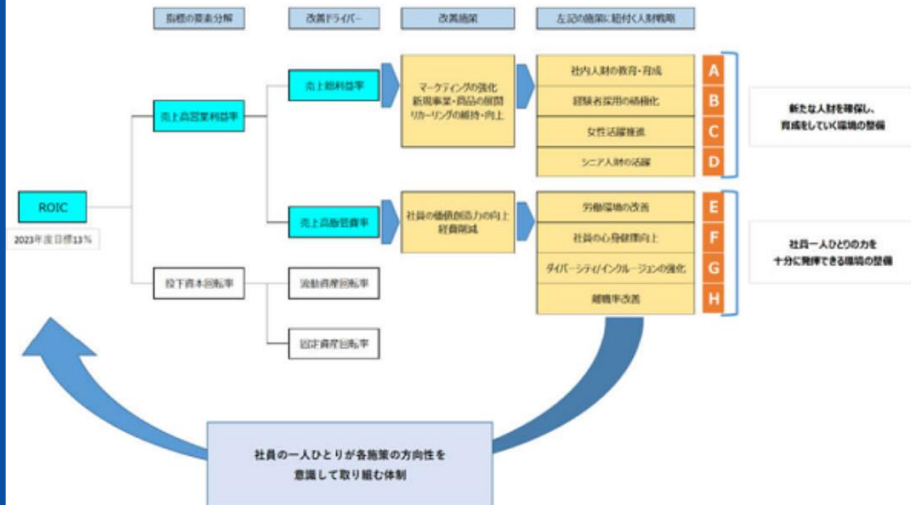 指標の要素分解
改善ドライバー
改善施策
左記の施策に紐付く人財戦略
売上総利益率
マーケティングの強化
新規事業・商品の展開
リカーリングの維持・向上
社内人財の教育・育成
A
経験者採用の積極化
B
女性活躍推進
C
シニア人財の活躍
D
新たな人財を確保し、
育成をしていく環境の整備
売上高営業利益率
ROIC
2023年度目標13%
売上高販管費率
社員の価値創造力の向上
経費削減
労働環境の改善
E
社員の心身健康向上
F
ダイバーシティ/インクルージョンの強化
G
離職率改善
H
社員一人ひとりの力を
十分に発揮できる環境の整備
投下資本回転率
流動資産回転率
固定資産回転率
社員の一人ひとりが各施策の方向性を
意識して取り組む体制